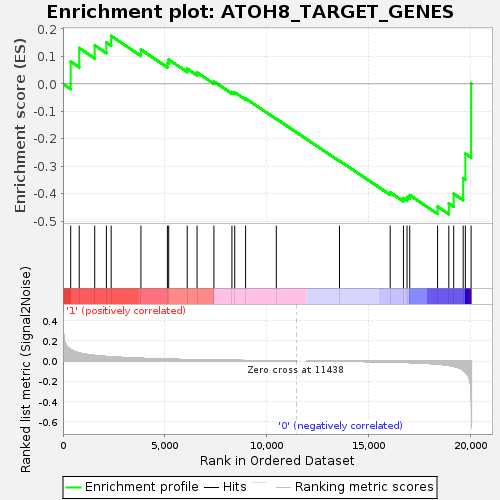 Enrichment plot: ATOH8_TARGET_GENES
Enrichment score (ES)
0.2
0.1
0.0
-0.1
-0.2
-0.3
-0.4
-0.5
'1' (positively correlated)
Ranked list metric (Signal2Noise)
0.4
0.2
0.0
-0.2
-0.4
-0.6
Zero cross at 11438
'0' (negatively correlated)
0 5,000 10,000 15,000 20,000
Rank in Ordered Dataset
Enrichment profile Hits Ranking metric scores